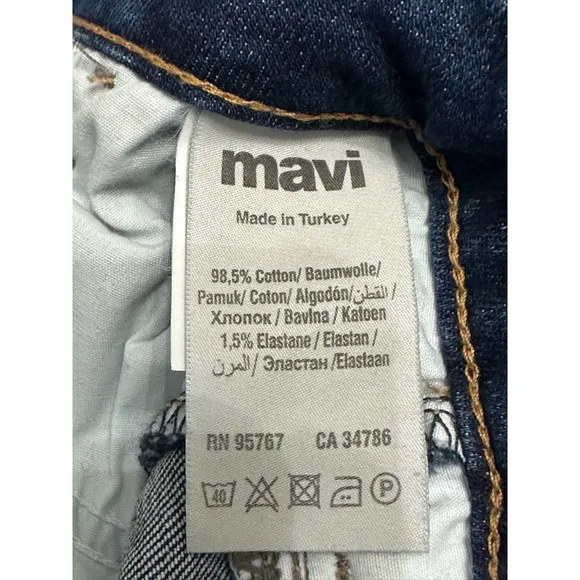 mavi
Made in Turkey
98,5% Cotton/ Baumwolle/
Pamuk/ Coton/ Algodón/القطن/
Хлопок / Bavlna / Katoen
1,5% Elastane / Elastan /
المرن/ Эластан /Elastaan
RN 95767 CA 34786
40 P